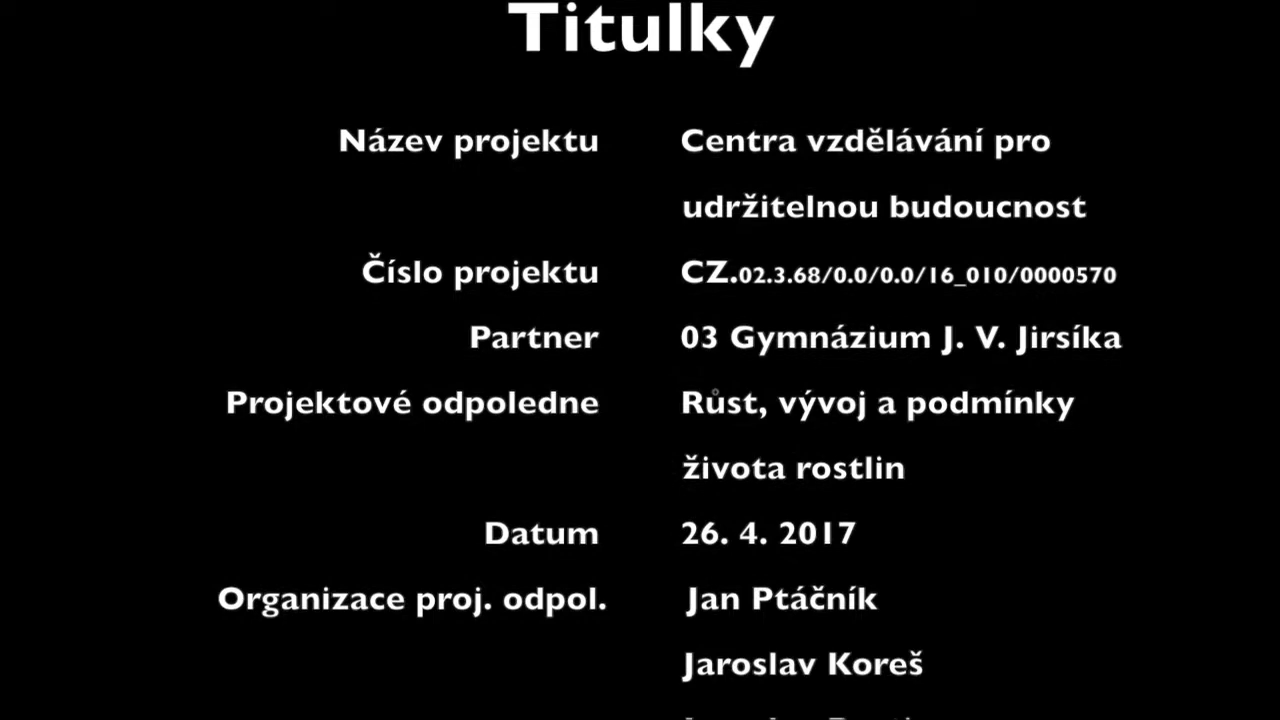 Titulky
Název projektu Centra vzdělávání pro
udržitelnou budoucnost
Číslo projektu CZ.02.3.68/0.0/0.0/16_010/0000570
Partner 03 Gymnázium J. V. Jirsíka
Projektové odpoledne Růst, vývoj a podmínky
života rostlin
Datum 26. 4. 2017
Organizace proj. odpol. Jan Ptáčník
Jaroslav Koreš